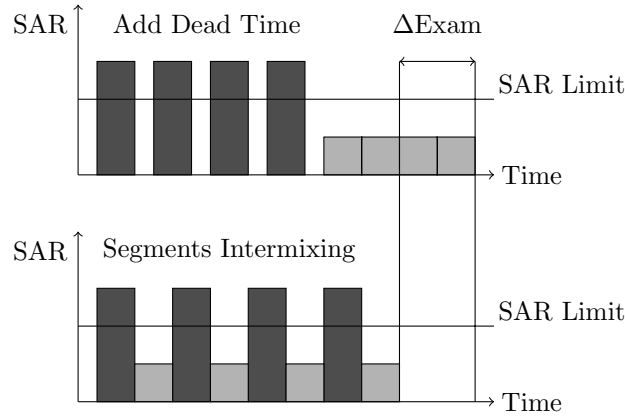 SAR
Add Dead Time
ΔExam
SAR Limit
Time
SAR
Segments Intermixing
SAR Limit
Time